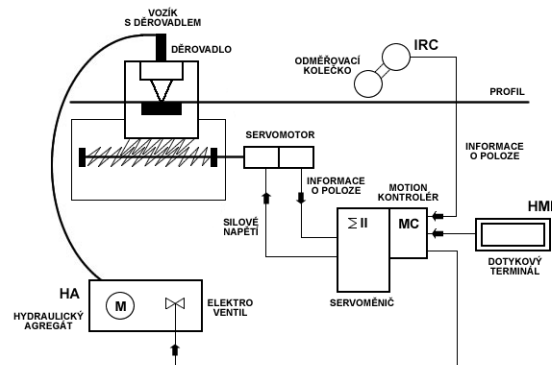 VOZÍK
S DĚROVADLEM
DĚROVADLO
IRC
ODMĚŘOVACÍ
KOLEČKO
PROFIL
SERVOMOTOR
INFORMACE
O POLOZE
INFORMACE
O POLOZE
MOTION
KONTROLÉR
SILOVÉ
NAPĚTÍ
Σ II
MC
HMI
DOTYKOVÝ
TERMINÁL
SERVOMĚNIČ
HA
HYDRAULICKÝ
AGREGÁT
M
ELEKTRO
VENTIL